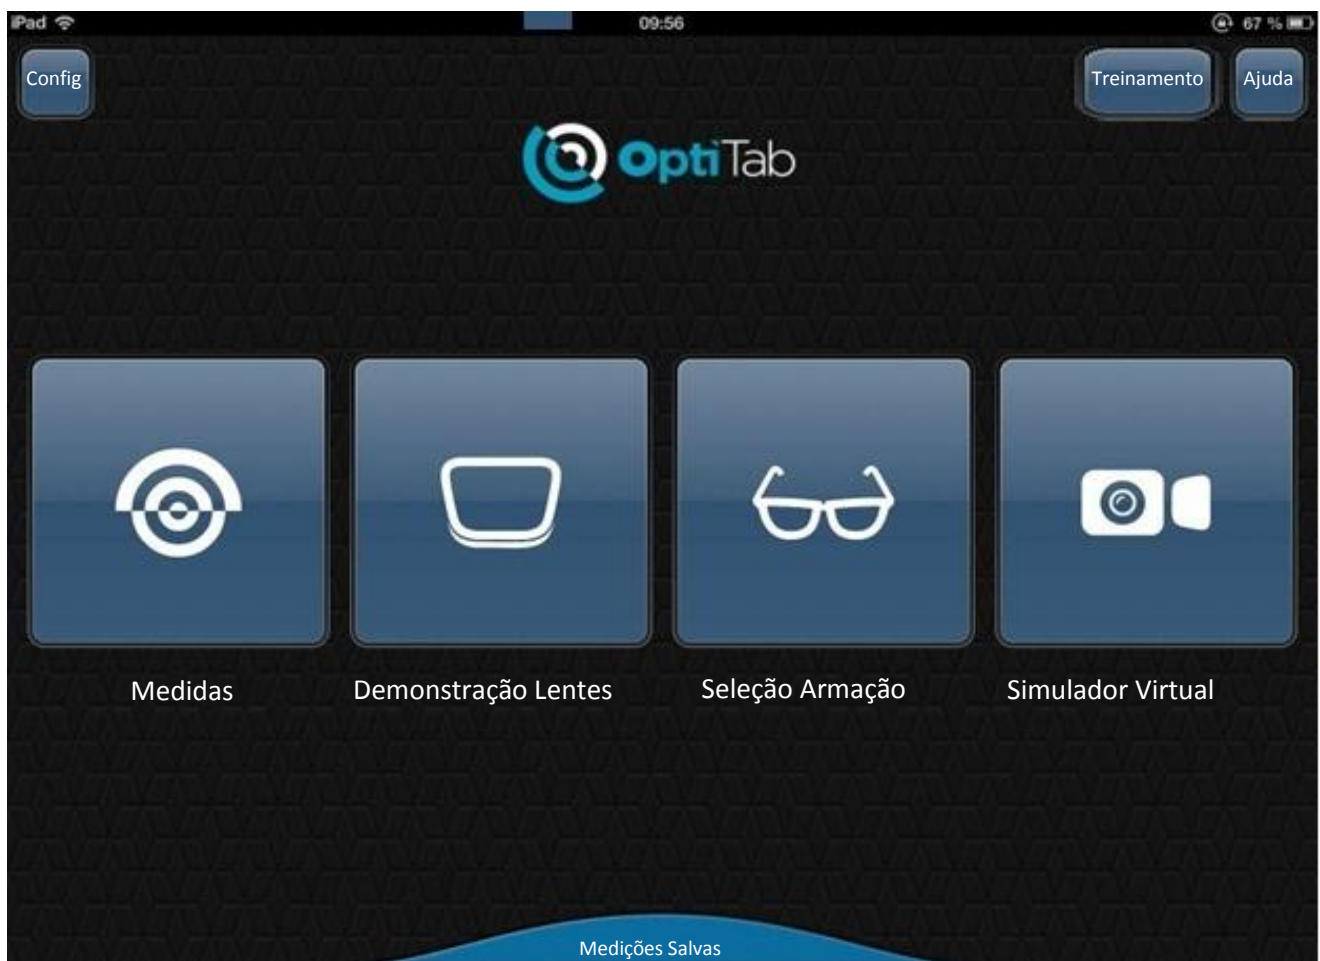 iPad 09:56 67 %
Config Treinamento Ajuda
OptiTab
Medidas Demonstração Lentes Seleção Armação Simulador Virtual
Medições Salvas